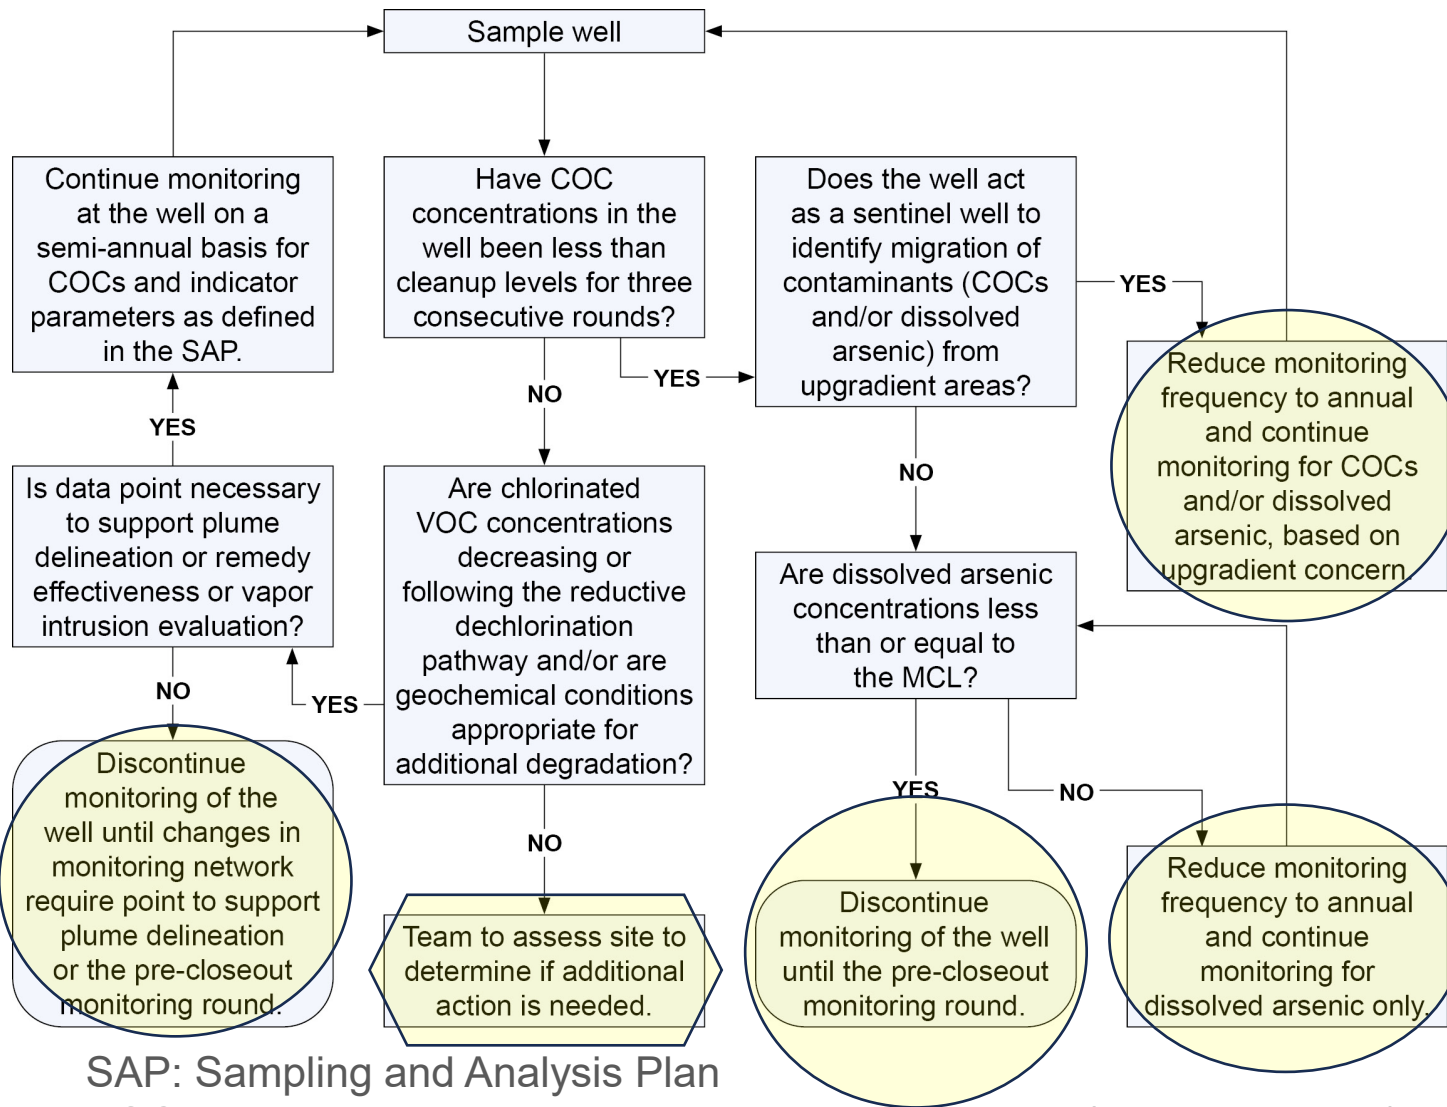 Sample well
Continue monitoring
at the well on a
semi-annual basis for
COCs and indicator
parameters as defined
in the SAP.
Have COC
concentrations in the
well been less than
cleanup levels for three
consecutive rounds?
Does the well act
as a sentinel well to
identify migration of
contaminants (COCs
and/or dissolved
arsenic) from
upgradient areas?
YES
Reduce monitoring
frequency to annual
and continue
monitoring for COCs
and/or dissolved
arsenic, based on
upgradient concern.
YES
NO
YES
NO
Is data point necessary
to support plume
delineation or remedy
effectiveness or vapor
intrusion evaluation?
Are chlorinated
VOC concentrations
decreasing or
following the reductive
dechlorination
pathway and/or are
geochemical conditions
appropriate for
additional degradation?
Are dissolved arsenic
concentrations less
than or equal to
the MCL?
NO
YES
YES
NO
NO
Discontinue
monitoring of the
well until changes in
monitoring network
require point to support
plume delineation
or the pre-closeout
monitoring round.
Team to assess site to
determine if additional
action is needed.
Discontinue
monitoring of the well
until the pre-closeout
monitoring round.
Reduce monitoring
frequency to annual
and continue
monitoring for
dissolved arsenic only.
SAP: Sampling and Analysis Plan